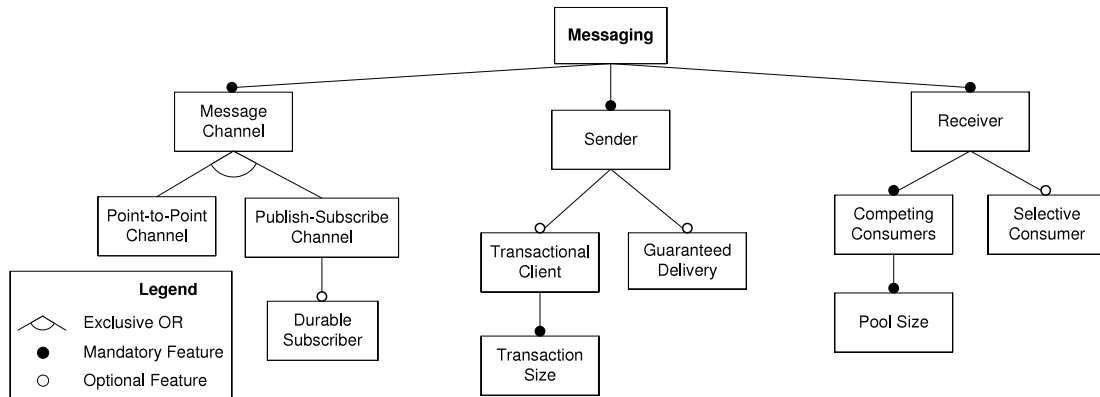 Messaging
Message
Channel
Sender
Receiver
Point-to-Point
Channel
Publish-Subscribe
Channel
Transactional
Client
Guaranteed
Delivery
Competing
Consumers
Selective
Consumer
Durable
Subscriber
Transaction
Size
Pool Size
Legend
Exclusive OR
Mandatory Feature
Optional Feature